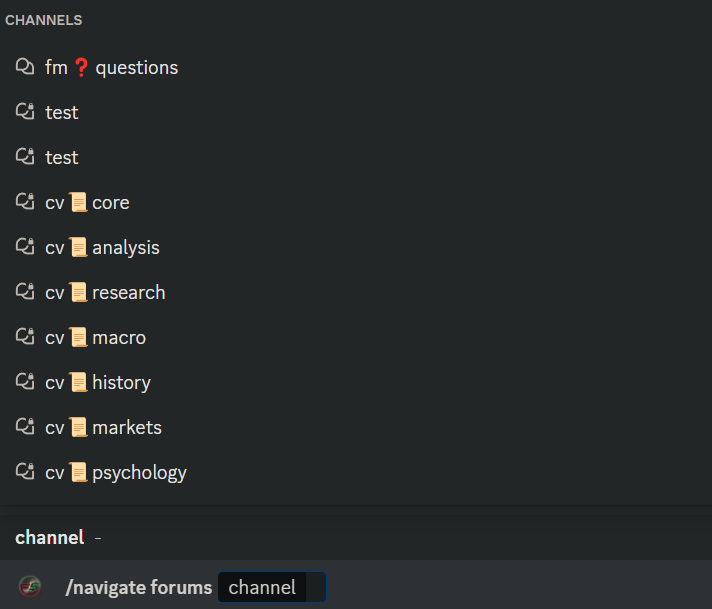 CHANNELS
fm❓questions
test
test
cv📜core
cv📜analysis
cv📜research
cv📜macro
cv📜history
cv📜markets
cv📜psychology
channel -
/navigate forums channel